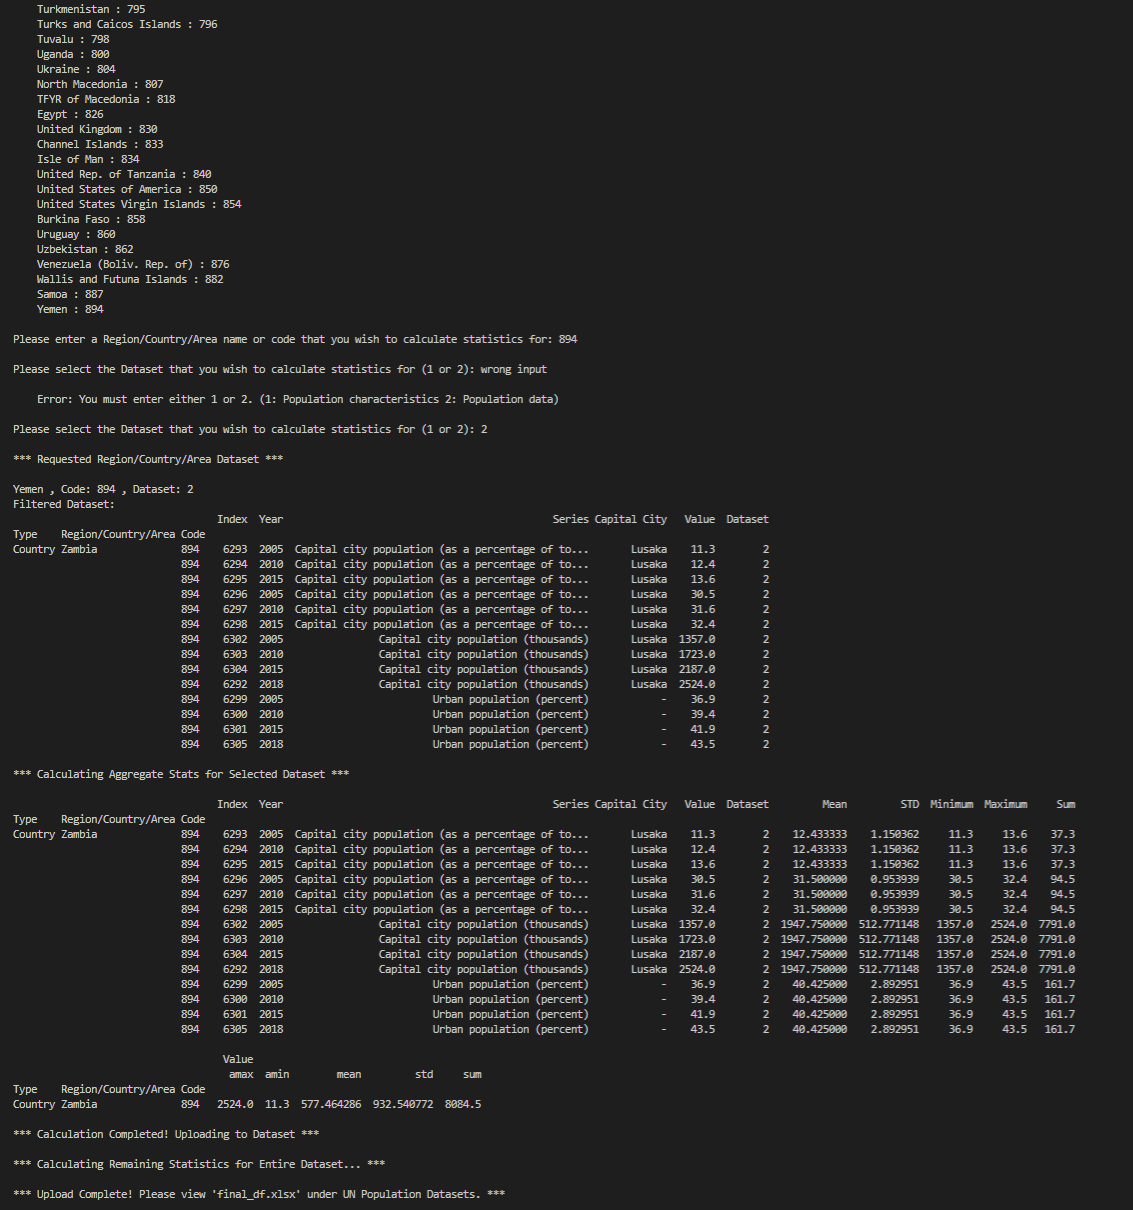 Turkmenistan : 795
Turks and Caicos Islands : 796
Tuvalu : 798
Uganda : 800
Ukraine : 804
North Macedonia : 807
TFYR of Macedonia : 818
Egypt : 826
United Kingdom : 830
Channel Islands : 833
Isle of Man : 834
United Rep. of Tanzania : 840
United States of America : 850
United States Virgin Islands : 854
Burkina Faso : 858
Uruguay : 860
Uzbekistan : 862
Venezuela (Boliv. Rep. of) : 876
Wallis and Futuna Islands : 882
Samoa : 887
Yemen : 894
Please enter a Region/Country/Area name or code that you wish to calculate statistics for: 894
Please select the Dataset that you wish to calculate statistics for (1 or 2): wrong input
Error: You must enter either 1 or 2. (1: Population characteristics 2: Population data)
Please select the Dataset that you wish to calculate statistics for (1 or 2): 2
*** Requested Region/Country/Area Dataset ***
Yemen , Code: 894 , Dataset: 2
Filtered Dataset:
Index Year Series Capital City Value Dataset
Type Region/Country/Area Code
Country Zambia 894 6293 2005 Capital city population (as a percentage of to... Lusaka 11.3 2
894 6294 2010 Capital city population (as a percentage of to... Lusaka 12.4 2
894 6295 2015 Capital city population (as a percentage of to... Lusaka 13.6 2
894 6296 2005 Capital city population (as a percentage of to... Lusaka 30.5 2
894 6297 2010 Capital city population (as a percentage of to... Lusaka 31.6 2
894 6298 2015 Capital city population (as a percentage of to... Lusaka 32.4 2
894 6302 2005 Capital city population (thousands) Lusaka 1357.0 2
894 6303 2010 Capital city population (thousands) Lusaka 1723.0 2
894 6304 2015 Capital city population (thousands) Lusaka 2187.0 2
894 6292 2018 Capital city population (thousands) Lusaka 2524.0 2
894 6299 2005 Urban population (percent) - 36.9 2
894 6300 2010 Urban population (percent) - 39.4 2
894 6301 2015 Urban population (percent) - 41.9 2
894 6305 2018 Urban population (percent) - 43.5 2
*** Calculating Aggregate Stats for Selected Dataset ***
Index Year Series Capital City Value Dataset Mean STD Minimum Maximum Sum
Type Region/Country/Area Code
Country Zambia 894 6293 2005 Capital city population (as a percentage of to... Lusaka 11.3 2 12.433333 1.150362 11.3 13.6 37.3
894 6294 2010 Capital city population (as a percentage of to... Lusaka 12.4 2 12.433333 1.150362 11.3 13.6 37.3
894 6295 2015 Capital city population (as a percentage of to... Lusaka 13.6 2 12.433333 1.150362 11.3 13.6 37.3
894 6296 2005 Capital city population (as a percentage of to... Lusaka 30.5 2 31.500000 0.953939 30.5 32.4 94.5
894 6297 2010 Capital city population (as a percentage of to... Lusaka 31.6 2 31.500000 0.953939 30.5 32.4 94.5
894 6298 2015 Capital city population (as a percentage of to... Lusaka 32.4 2 31.500000 0.953939 30.5 32.4 94.5
894 6302 2005 Capital city population (thousands) Lusaka 1357.0 2 1947.750000 512.771148 1357.0 2524.0 7791.0
894 6303 2010 Capital city population (thousands) Lusaka 1723.0 2 1947.750000 512.771148 1357.0 2524.0 7791.0
894 6304 2015 Capital city population (thousands) Lusaka 2187.0 2 1947.750000 512.771148 1357.0 2524.0 7791.0
894 6292 2018 Capital city population (thousands) Lusaka 2524.0 2 1947.750000 512.771148 1357.0 2524.0 7791.0
894 6299 2005 Urban population (percent) - 36.9 2 40.425000 2.892951 36.9 43.5 161.7
894 6300 2010 Urban population (percent) - 39.4 2 40.425000 2.892951 36.9 43.5 161.7
894 6301 2015 Urban population (percent) - 41.9 2 40.425000 2.892951 36.9 43.5 161.7
894 6305 2018 Urban population (percent) - 43.5 2 40.425000 2.892951 36.9 43.5 161.7
Value
amax amin mean std sum
Type Region/Country/Area Code
Country Zambia 894 2524.0 11.3 577.464286 932.540772 8084.5
*** Calculation Completed! Uploading to Dataset ***
*** Calculating Remaining Statistics for Entire Dataset... ***
*** Upload Complete! Please view 'final_df.xlsx' under UN Population Datasets. ***